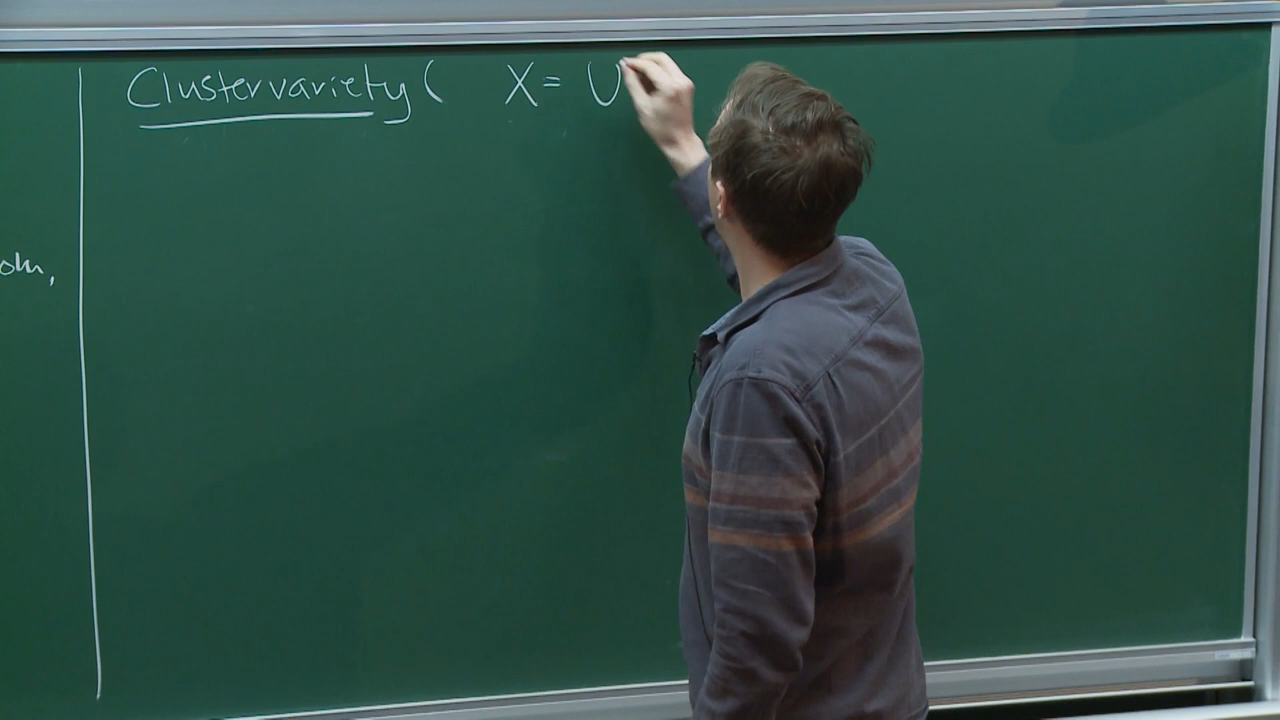 Clustervariety ( X = U